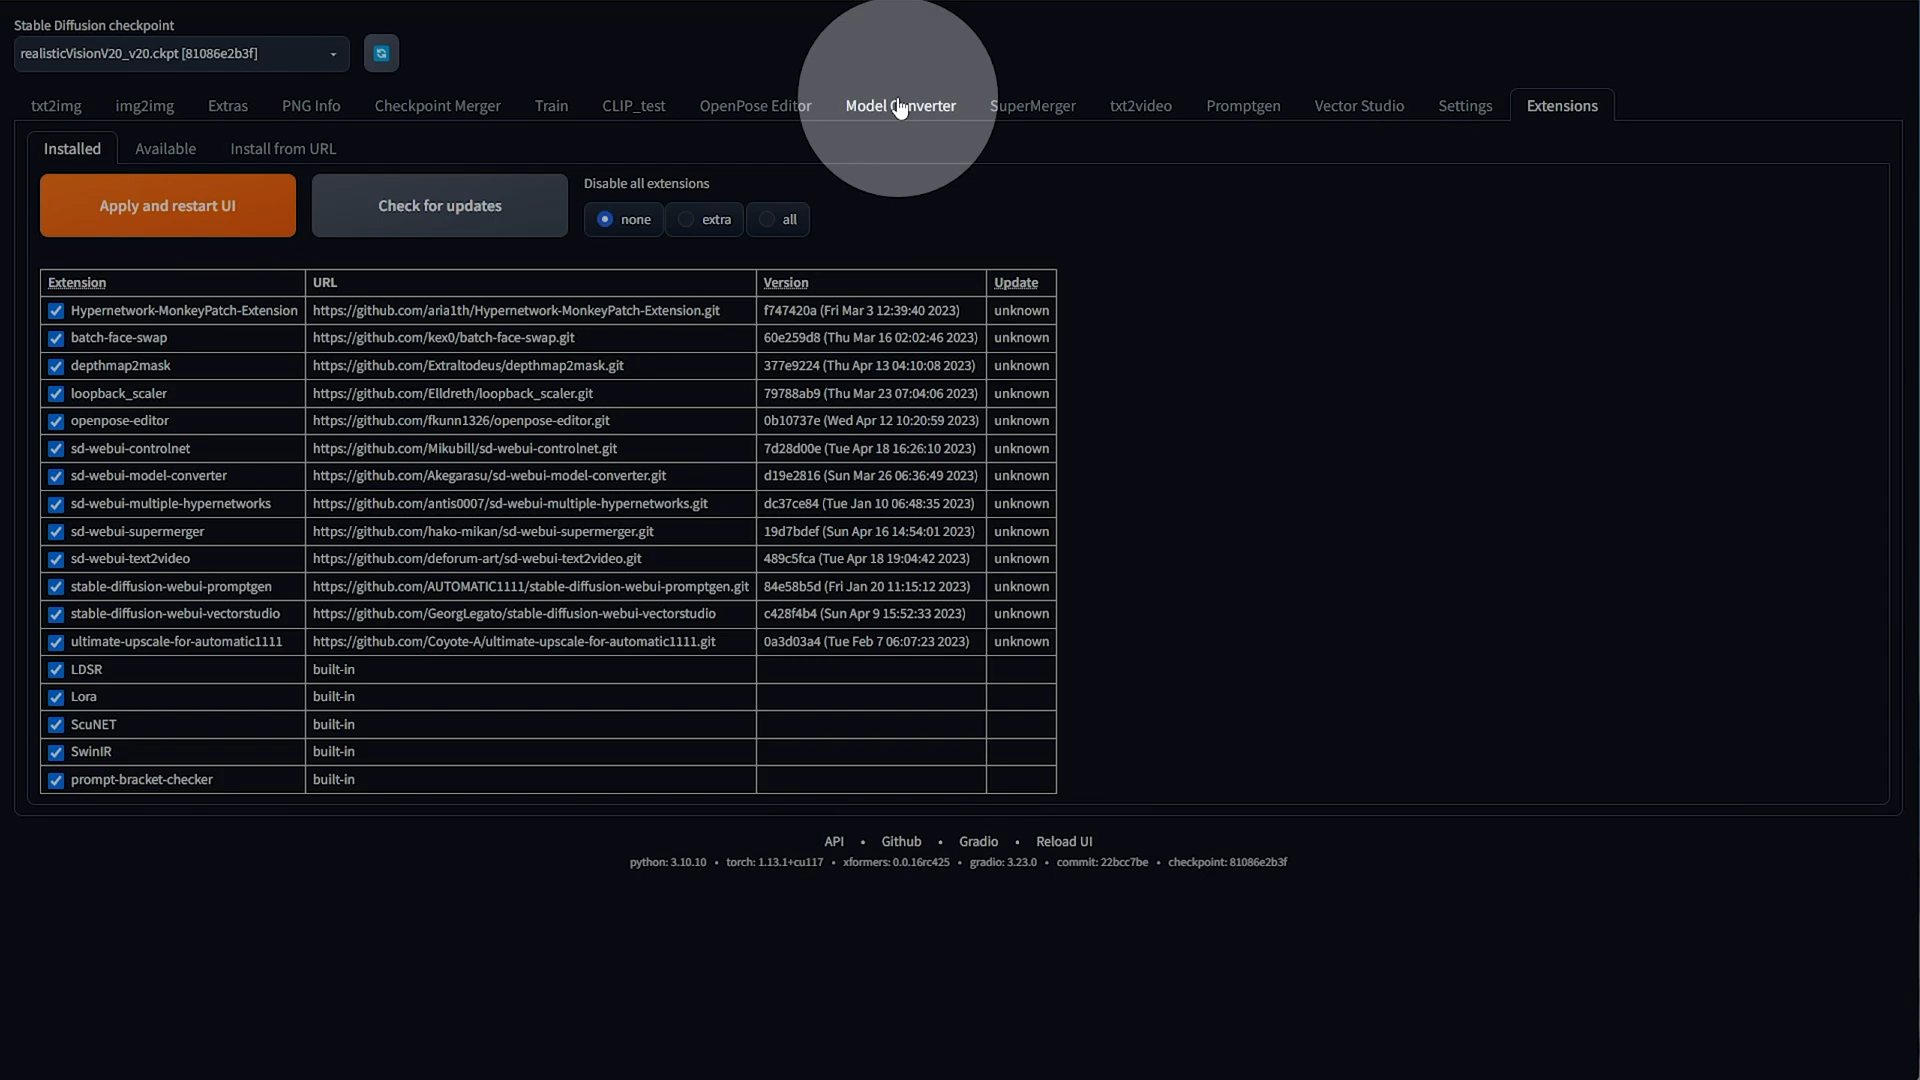 Stable Diffusion checkpoint
realisticVisionV20_v20.ckpt [81086e2b3f]
txt2img img2img Extras PNG Info Checkpoint Merger Train CLIP_test OpenPose Editor Model Converter SuperMerger txt2video Promptgen Vector Studio Settings Extensions
Installed Available Install from URL
Disable all extensions
Apply and restart UI Check for updates none extra all
Extension URL Version Update
Hypernetwork-MonkeyPatch-Extension https://github.com/aria1th/Hypernetwork-MonkeyPatch-Extension.git f747420a (Fri Mar 3 12:39:40 2023) unknown
batch-face-swap https://github.com/kex0/batch-face-swap.git 60e259d8 (Thu Mar 16 02:02:46 2023) unknown
depthmap2mask https://github.com/Extraltodeus/depthmap2mask.git 377e9224 (Thu Apr 13 04:10:08 2023) unknown
loopback_scaler https://github.com/Elldreth/loopback_scaler.git 79788ab9 (Thu Mar 23 07:04:06 2023) unknown
openpose-editor https://github.com/fkunn1326/openpose-editor.git 0b10737e (Wed Apr 12 10:20:59 2023) unknown
sd-webui-controlnet https://github.com/Mikubill/sd-webui-controlnet.git 7d28d00e (Tue Apr 18 16:26:10 2023) unknown
sd-webui-model-converter https://github.com/Akegarasu/sd-webui-model-converter.git d19e2816 (Sun Mar 26 06:36:49 2023) unknown
sd-webui-multiple-hypernetworks https://github.com/antis0007/sd-webui-multiple-hypernetworks.git dc37ce84 (Tue Jan 10 06:48:35 2023) unknown
sd-webui-supermerger https://github.com/hako-mikan/sd-webui-supermerger.git 19d7bdef (Sun Apr 16 14:54:01 2023) unknown
sd-webui-text2video https://github.com/deforum-art/sd-webui-text2video.git 489c5fca (Tue Apr 18 19:04:42 2023) unknown
stable-diffusion-webui-promptgen https://github.com/AUTOMATIC1111/stable-diffusion-webui-promptgen.git 84e58b5d (Fri Jan 20 11:15:12 2023) unknown
stable-diffusion-webui-vectorstudio https://github.com/GeorgLegato/stable-diffusion-webui-vectorstudio c428f4b4 (Sun Apr 9 15:52:33 2023) unknown
ultimate-upscale-for-automatic1111 https://github.com/Coyote-A/ultimate-upscale-for-automatic1111.git 0a3d03a4 (Tue Feb 7 06:07:23 2023) unknown
LDSR built-in
Lora built-in
ScuNET built-in
SwinIR built-in
prompt-bracket-checker built-in
API • Github • Gradio • Reload UI
python: 3.10.10 • torch: 1.13.1+cu117 • xformers: 0.0.16rc425 • gradio: 3.23.0 • commit: 22bcc7be • checkpoint: 81086e2b3f